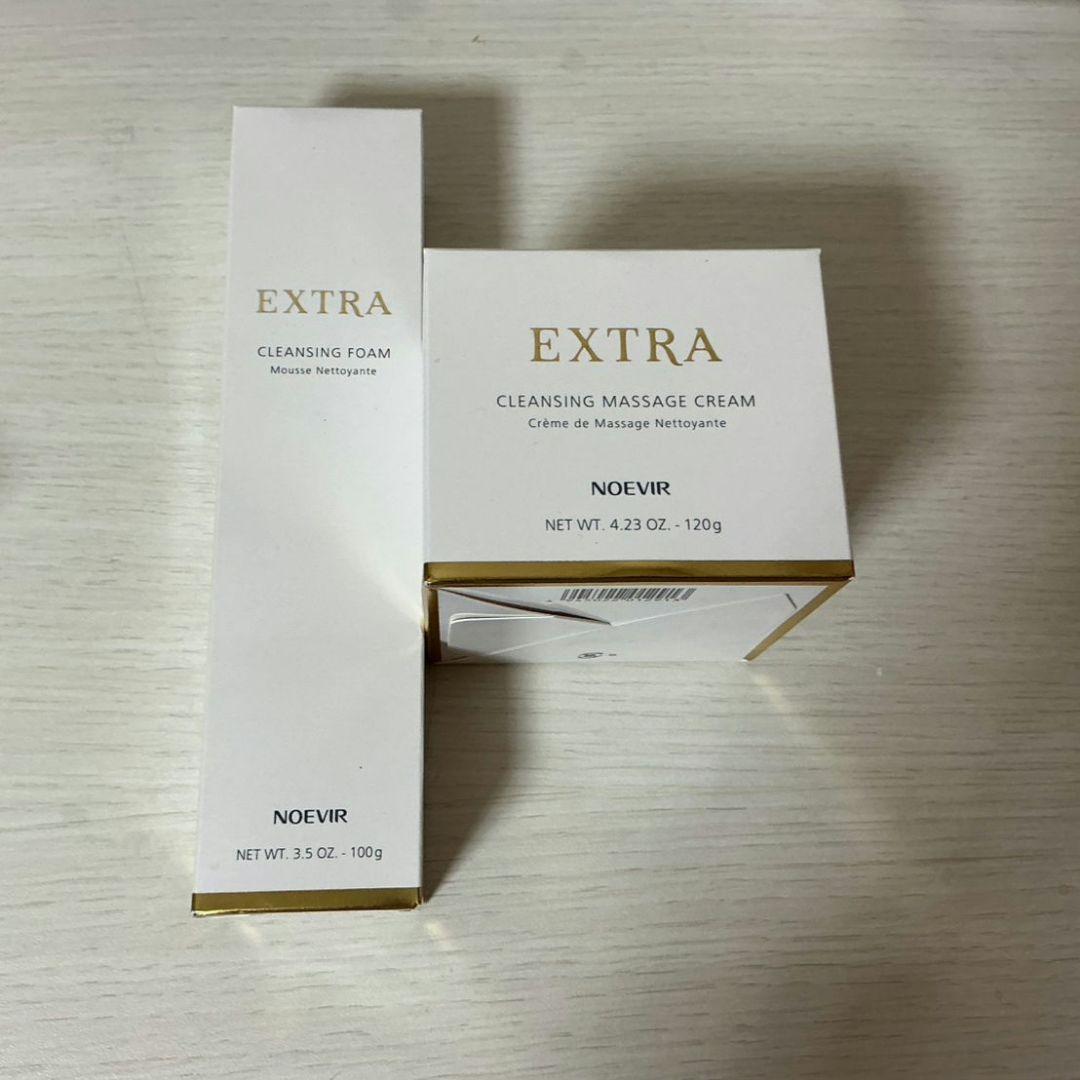 EXTRA
CLEANSING FOAM
Mousse Nettoyante
NOEVIR
NET WT. 3.5 OZ. - 100g
EXTRA
CLEANSING MASSAGE CREAM
Crème de Massage Nettoyante
NOEVIR
NET WT. 4.23 OZ. - 120g